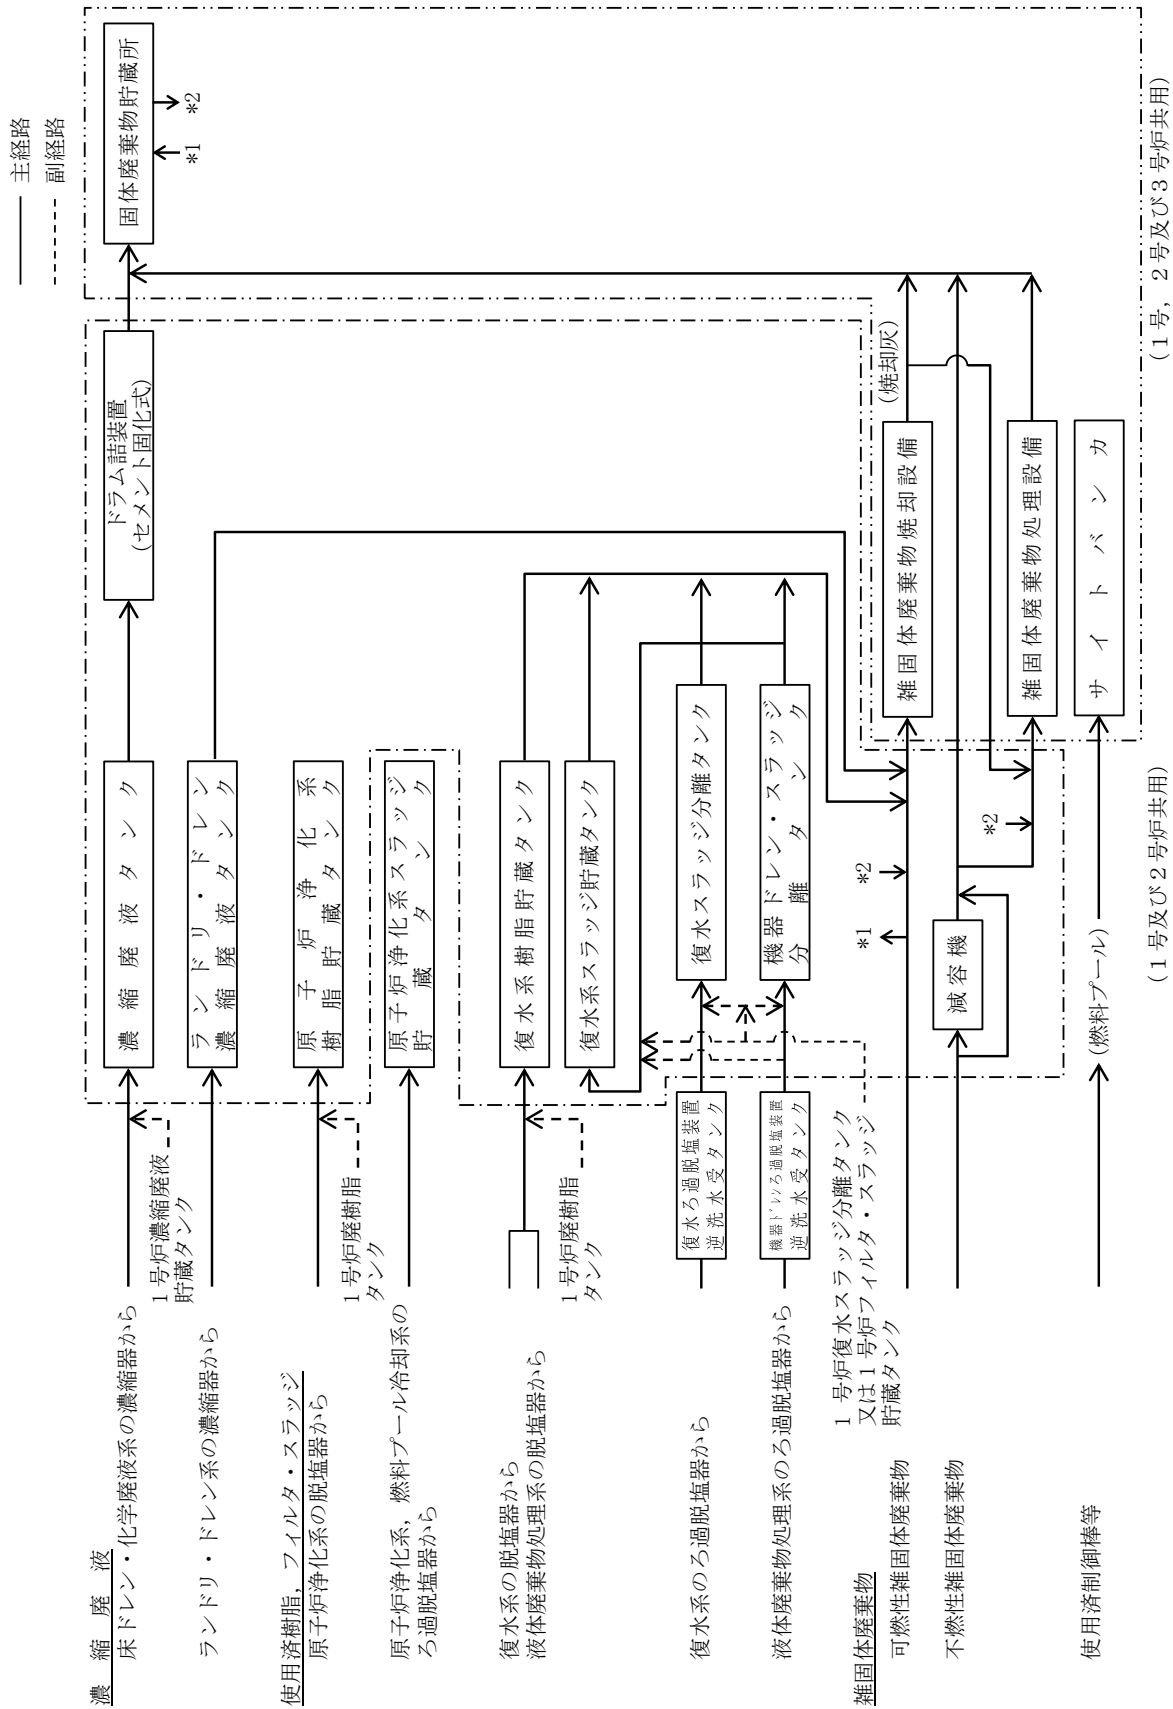 主経路
副経路
濃縮廃液
床ドレン・化学廃液系の濃縮器から
1号炉濃縮廃液
貯蔵タンク
濃縮廃液タンク
ドラム詰装置
(セメント固化式)
固体廃棄物貯蔵所
*1
*2
ランドリ・ドレン系の濃縮器から
ランドリ・ドレン
濃縮廃液タンク
使用済樹脂，フィルタ・スラッジ
原子炉浄化系の脱塩器から
1号炉廃樹脂
タンク
原子炉浄化系
樹脂貯蔵タンク
原子炉浄化系，燃料プール冷却系の
ろ過脱塩器から
原子炉浄化系スラッジ
貯蔵タンク
復水系の脱塩器から
液体廃棄物処理系の脱塩器から
1号炉廃樹脂
タンク
復水系樹脂貯蔵タンク
復水系スラッジ貯蔵タンク
復水系のろ過脱塩器から
復水ろ過脱塩装置
逆洗水受タンク
復水スラッジ分離タンク
液体廃棄物処理系のろ過脱塩器から
機器ドレンろ過脱塩装置
逆洗水受タンク
機器ドレン・スラッジ
分離タンク
1号炉復水スラッジ分離タンク
又は1号炉フィルタ・スラッジ
貯蔵タンク
雑固体廃棄物
可燃性雑固体廃棄物
*1
*2
雑固体廃棄物焼却設備
(焼却灰)
不燃性雑固体廃棄物
減容機
*2
雑固体廃棄物処理設備
使用済制御棒等
(燃料プール)
サイトバンカ
(1号及び2号炉共用)
(1号，2号及び3号炉共用)